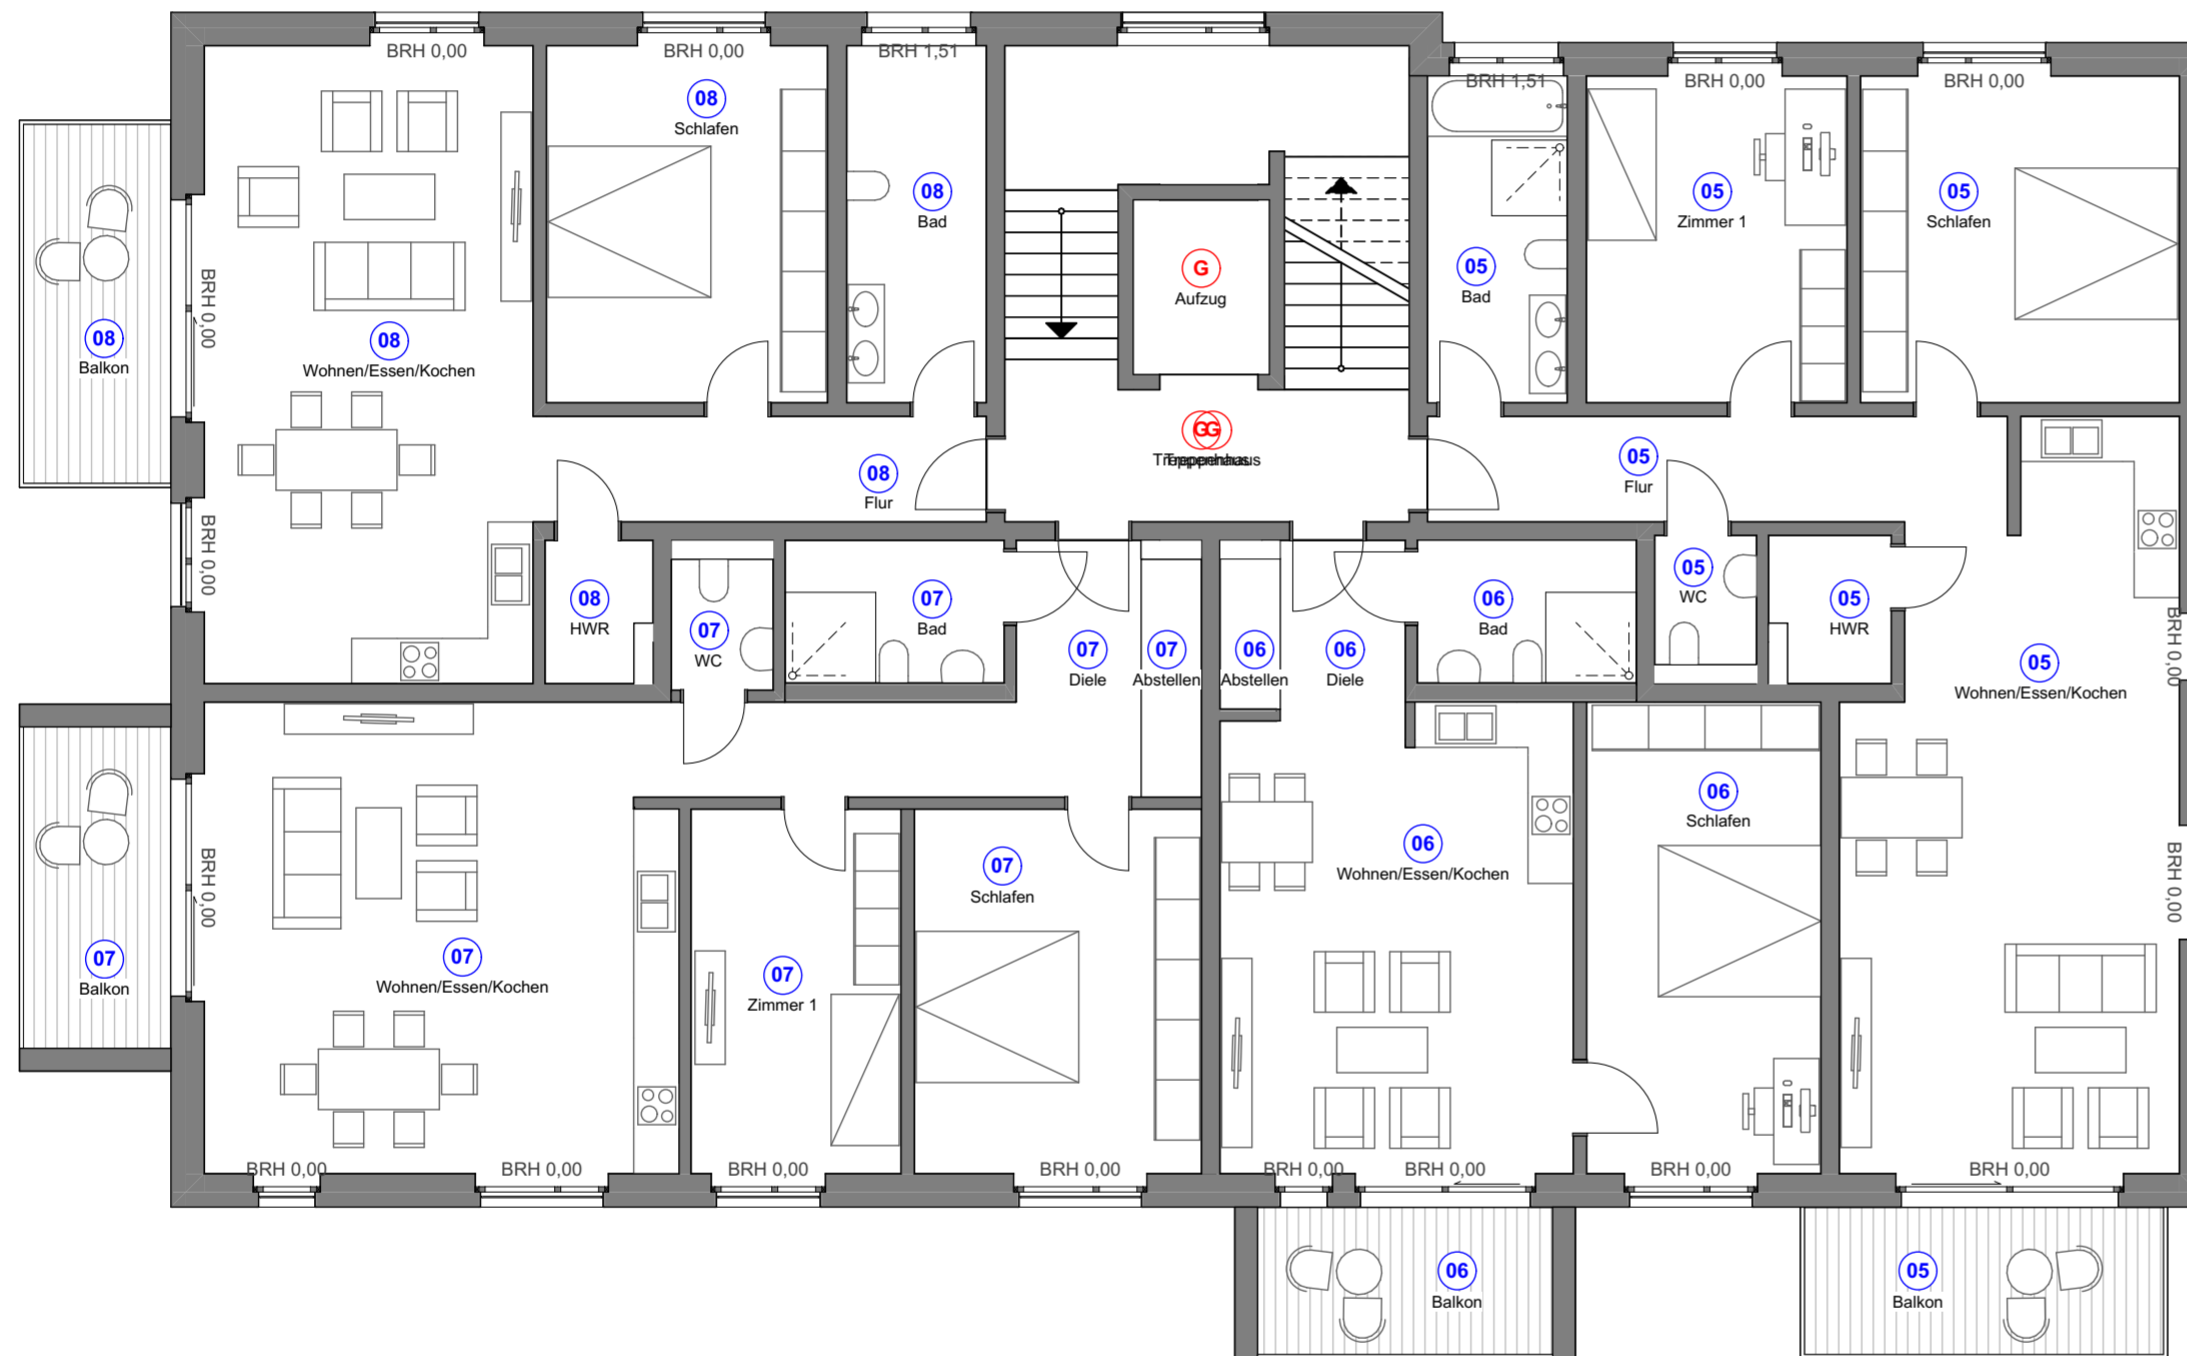 BRH 0,00
BRH 0,00
BRH 1,51
BRH 1,51
BRH 0,00
BRH 0,00
08
Schlafen
08
Bad
05
Zimmer 1
05
Schlafen
05
Bad
G
Aufzug
08
Balkon
BRH 0,00
08
Wohnen/Essen/Kochen
G G
Treppenhaus
Treppenhaus
08
Flur
05
Flur
BRH 0,00
08
HWR
07
WC
07
Bad
07
Diele
07
Abstellen
06
Abstellen
06
Diele
06
Bad
05
WC
05
HWR
05
Wohnen/Essen/Kochen
BRH 0,00
06
Schlafen
07
Balkon
BRH 0,00
07
Wohnen/Essen/Kochen
07
Zimmer 1
07
Schlafen
06
Wohnen/Essen/Kochen
BRH 0,00
BRH 0,00
BRH 0,00
BRH 0,00
BRH 0,00
BRH 0,00
BRH 0,00
BRH 0,00
BRH 0,00
06
Balkon
05
Balkon